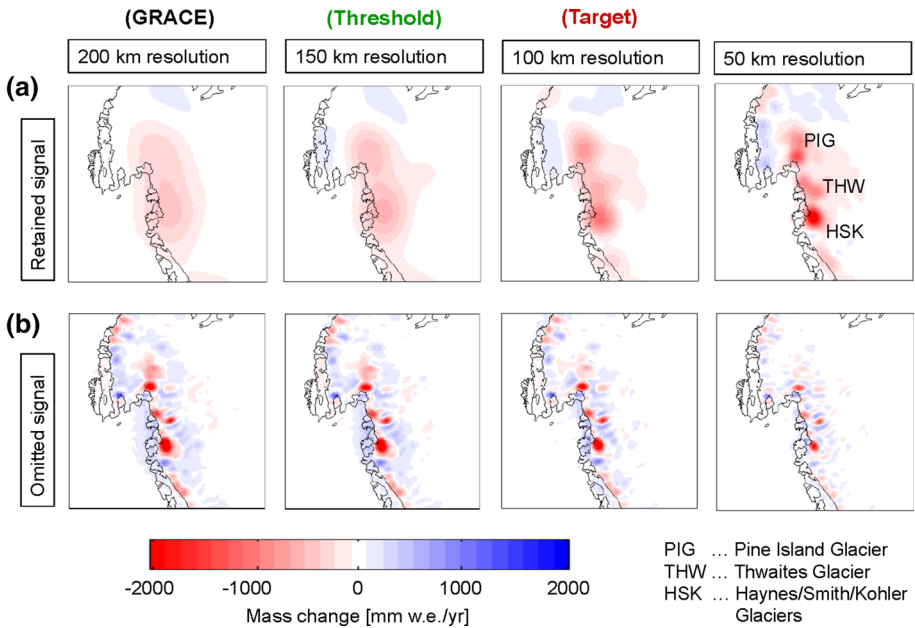 (GRACE) (Threshold) (Target)
200 km resolution 150 km resolution 100 km resolution 50 km resolution
(a)
Retained signal
PIG
THW
HSK
(b)
Omitted signal
-2000 -1000 0 1000 2000
Mass change [mm w.e./yr]
PIG ... Pine Island Glacier
THW ... Thwaites Glacier
HSK ... Haynes/Smith/Kohler
Glaciers